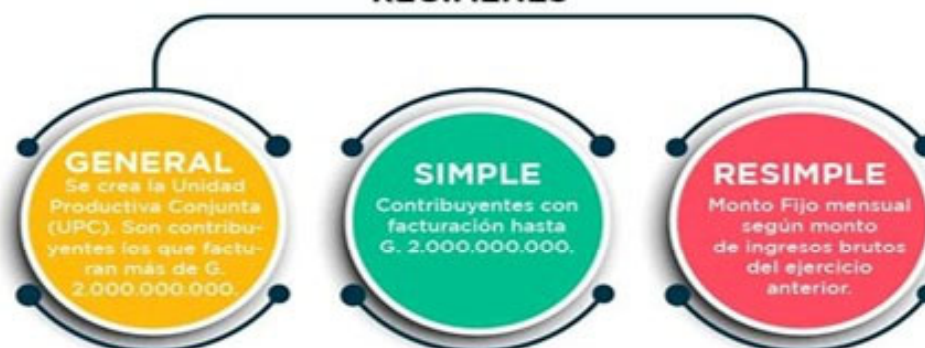 GENERAL
Se crea la Unidad
Productiva Conjunta
(UPC). Son contribu-
yentes los que factu-
ran más de G.
2.000.000.000.
SIMPLE
Contribuyentes con
facturación hasta
G. 2.000.000.000.
RESIMPLE
Monto Fijo mensual
según monto
de ingresos brutos
del ejercicio
anterior.